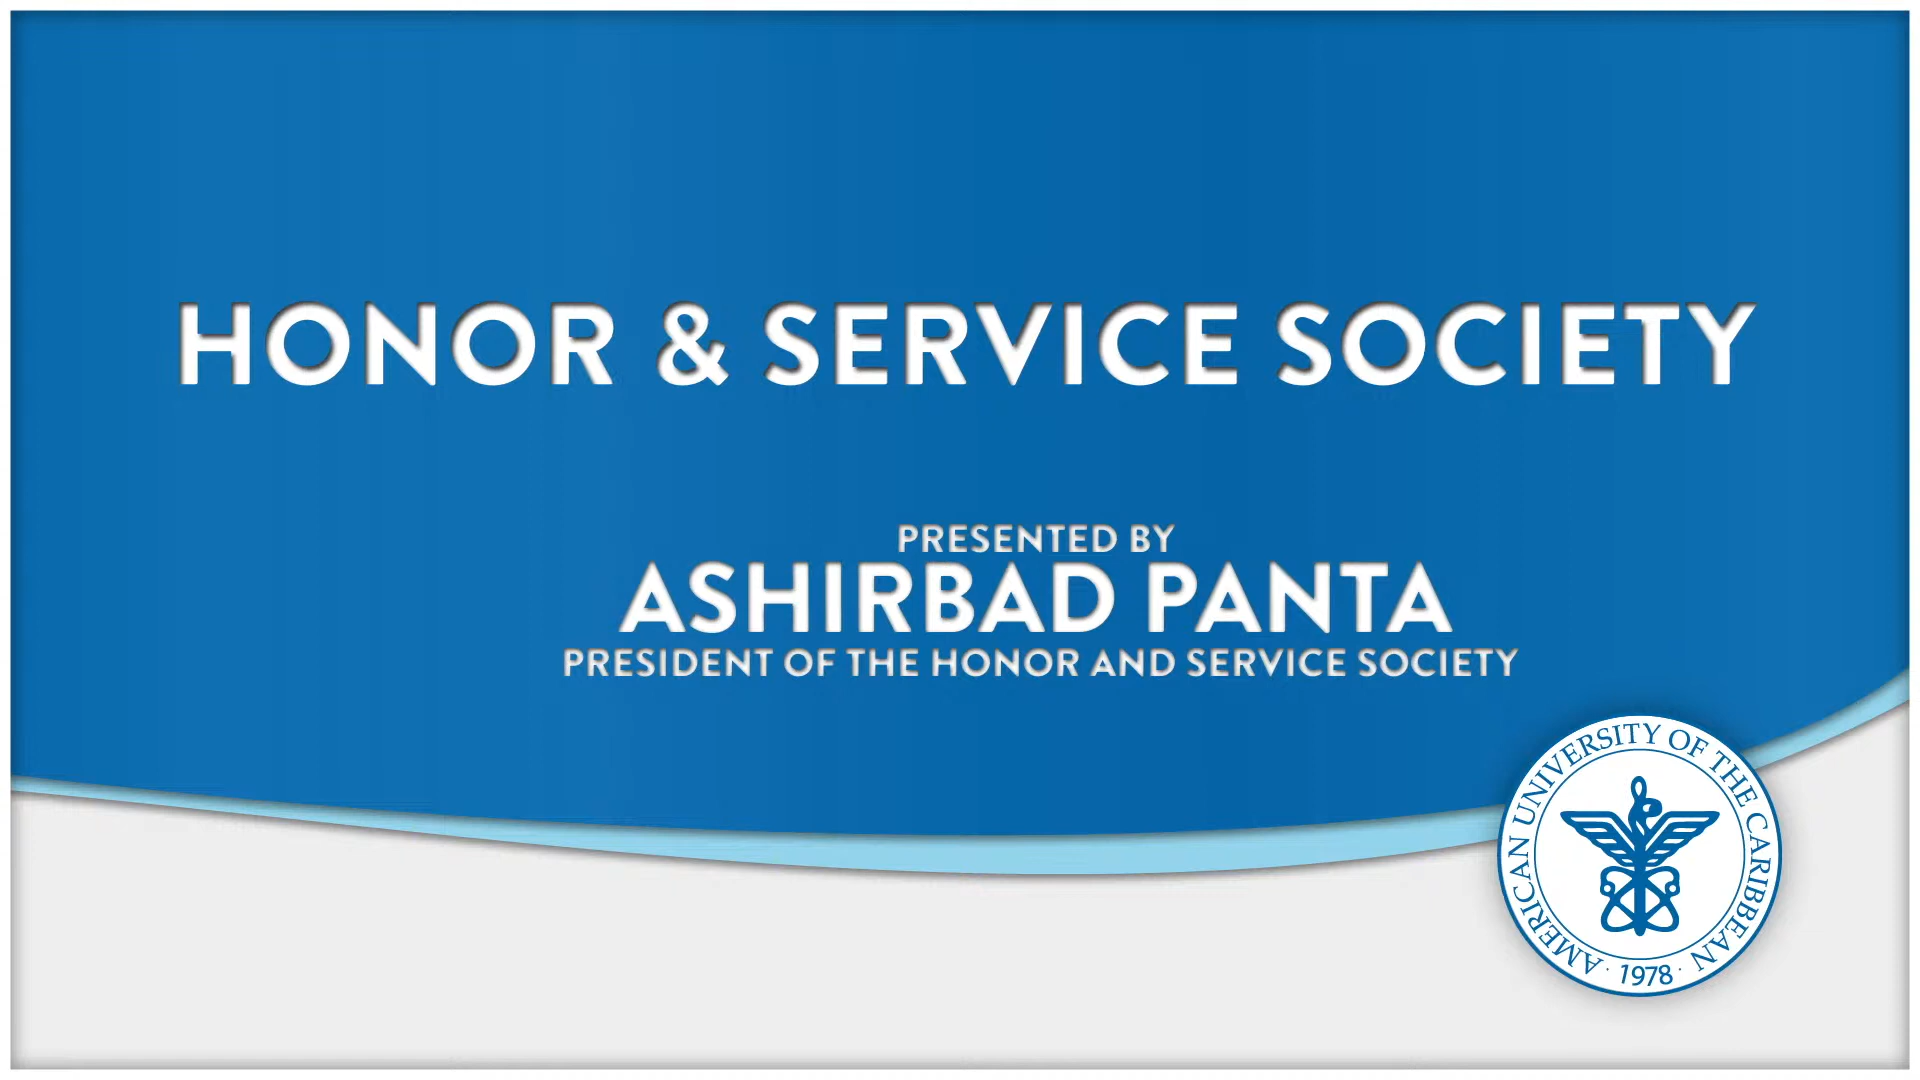 HONOR & SERVICE SOCIETY
PRESENTED BY
ASHIRBAD PANTA
PRESIDENT OF THE HONOR AND SERVICE SOCIETY
AMERICAN UNIVERSITY OF THE CARIBBEAN
· 1978 ·